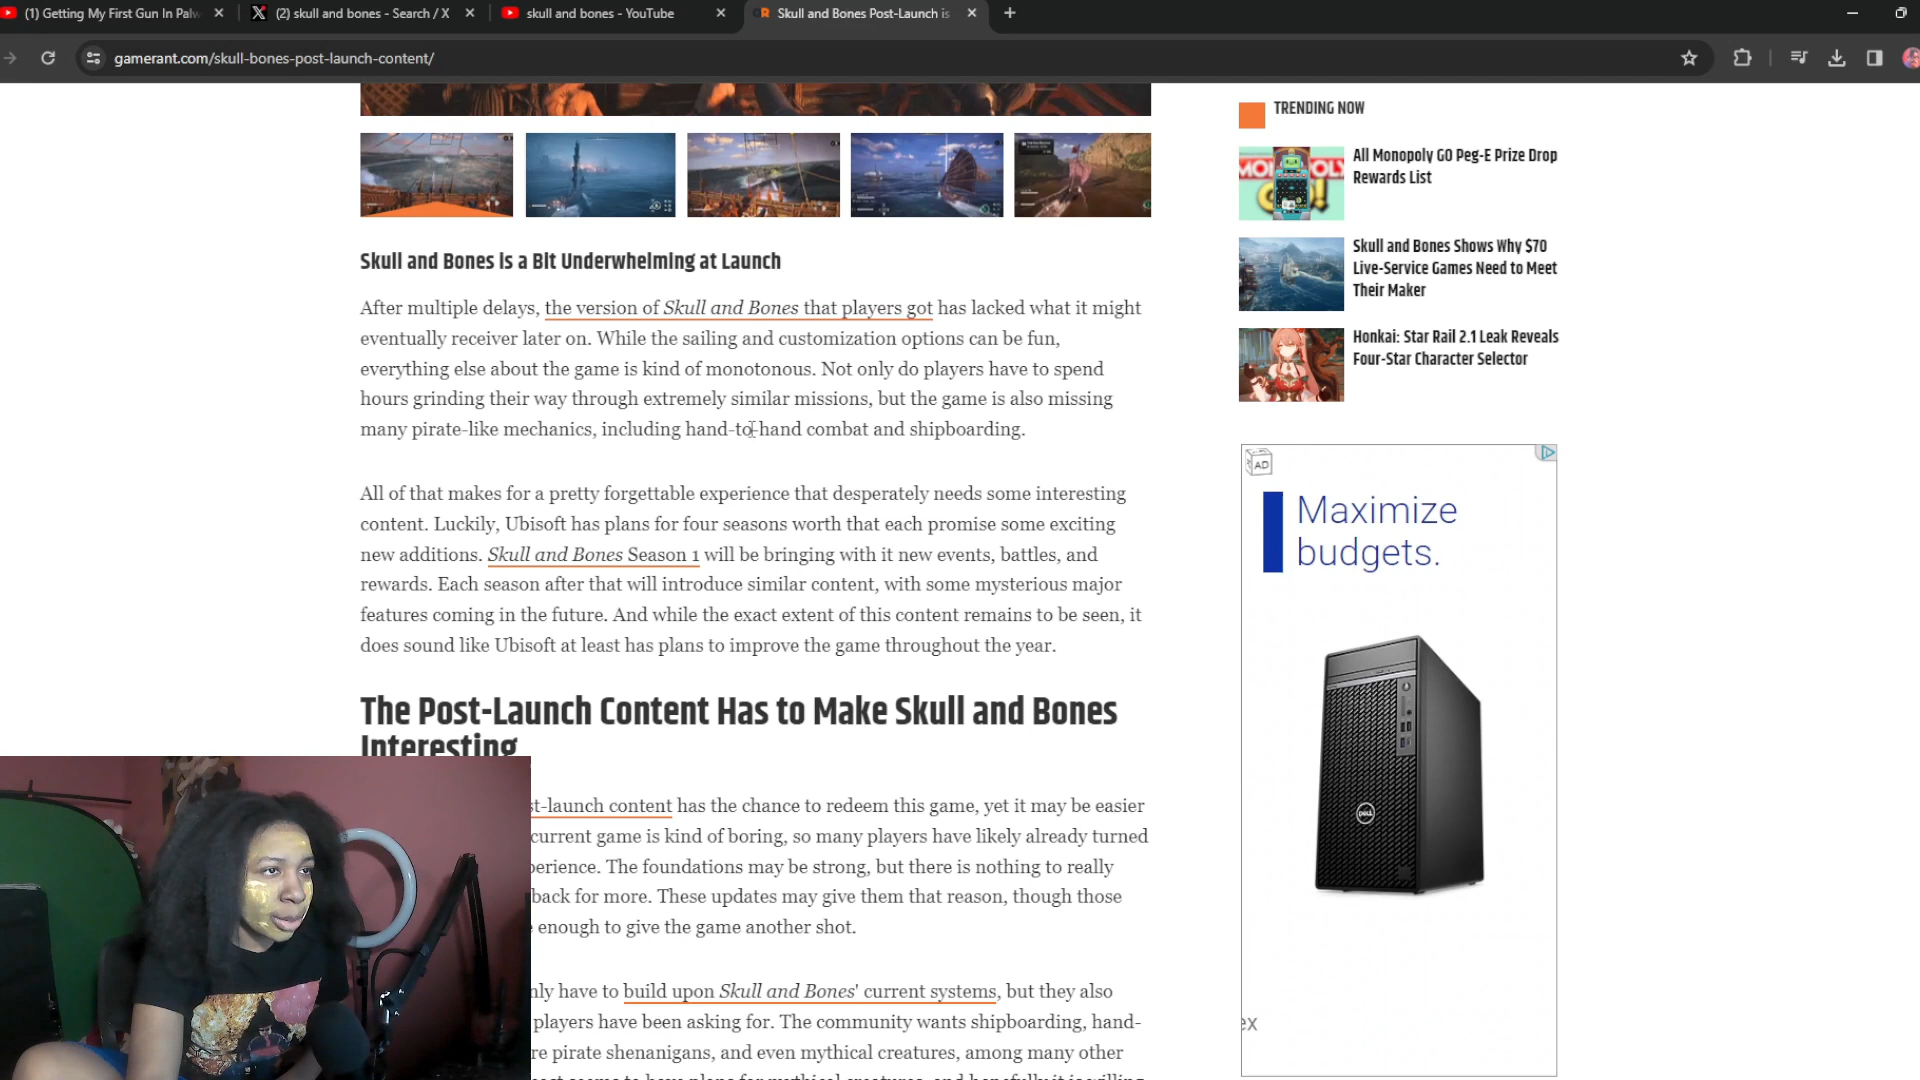 (1) Getting My First Gun In Palw
(2) skull and bones - Search / X
skull and bones - YouTube
Skull and Bones Post-Launch is
gamerant.com/skull-bones-post-launch-content/
TRENDING NOW
All Monopoly GO Peg-E Prize Drop
Rewards List
Skull and Bones Shows Why $70
Live-Service Games Need to Meet
Their Maker
Honkai: Star Rail 2.1 Leak Reveals
Four-Star Character Selector
Skull and Bones is a Bit Underwhelming at Launch
After multiple delays, the version of Skull and Bones that players got has lacked what it might
eventually receiver later on. While the sailing and customization options can be fun,
everything else about the game is kind of monotonous. Not only do players have to spend
hours grinding their way through extremely similar missions, but the game is also missing
many pirate-like mechanics, including hand-to-hand combat and shipboarding.
All of that makes for a pretty forgettable experience that desperately needs some interesting
content. Luckily, Ubisoft has plans for four seasons worth that each promise some exciting
new additions. Skull and Bones Season 1 will be bringing with it new events, battles, and
rewards. Each season after that will introduce similar content, with some mysterious major
features coming in the future. And while the exact extent of this content remains to be seen, it
does sound like Ubisoft at least has plans to improve the game throughout the year.
The Post-Launch Content Has to Make Skull and Bones
Interesting
st-launch content has the chance to redeem this game, yet it may be easier
current game is kind of boring, so many players have likely already turned
perience. The foundations may be strong, but there is nothing to really
back for more. These updates may give them that reason, though those
enough to give the game another shot.
nly have to build upon Skull and Bones' current systems, but they also
players have been asking for. The community wants shipboarding, hand-
re pirate shenanigans, and even mythical creatures, among many other
AD
Maximize
budgets.
DELL
ex